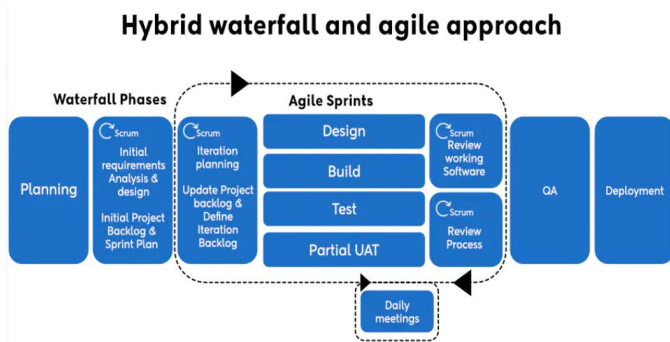 Hybrid waterfall and agile approach
Waterfall Phases
Agile Sprints
Planning
Scrum
Initial
requirements
Analysis &
design
Initial Project
Backlog &
Sprint Plan
Scrum
Iteration
planning
Update Project
backlog &
Define
Iteration
Backlog
Design
Build
Test
Partial UAT
Scrum
Review
working
Software
Scrum
Review
Process
QA
Deployment
Daily
meetings